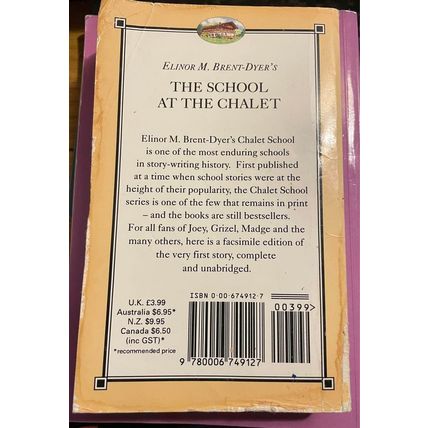 ELINOR M. BRENT-DYER'S
THE SCHOOL
AT THE CHALET
Elinor M. Brent-Dyer's Chalet School
is one of the most enduring schools
in story-writing history. First published
at a time when school stories were at the
height of their popularity, the Chalet School
series is one of the few that remains in print
– and the books are still bestsellers.
For all fans of Joey, Grizel, Madge and the
many others, here is a facsimile edition of
the very first story, complete
and unabridged.
U.K. £3.99
Australia $6.95*
N.Z. $9.95
Canada $6.50
(inc GST)*
*recommended price
ISBN 0-00-674912-7
00399>
9 780006 749127